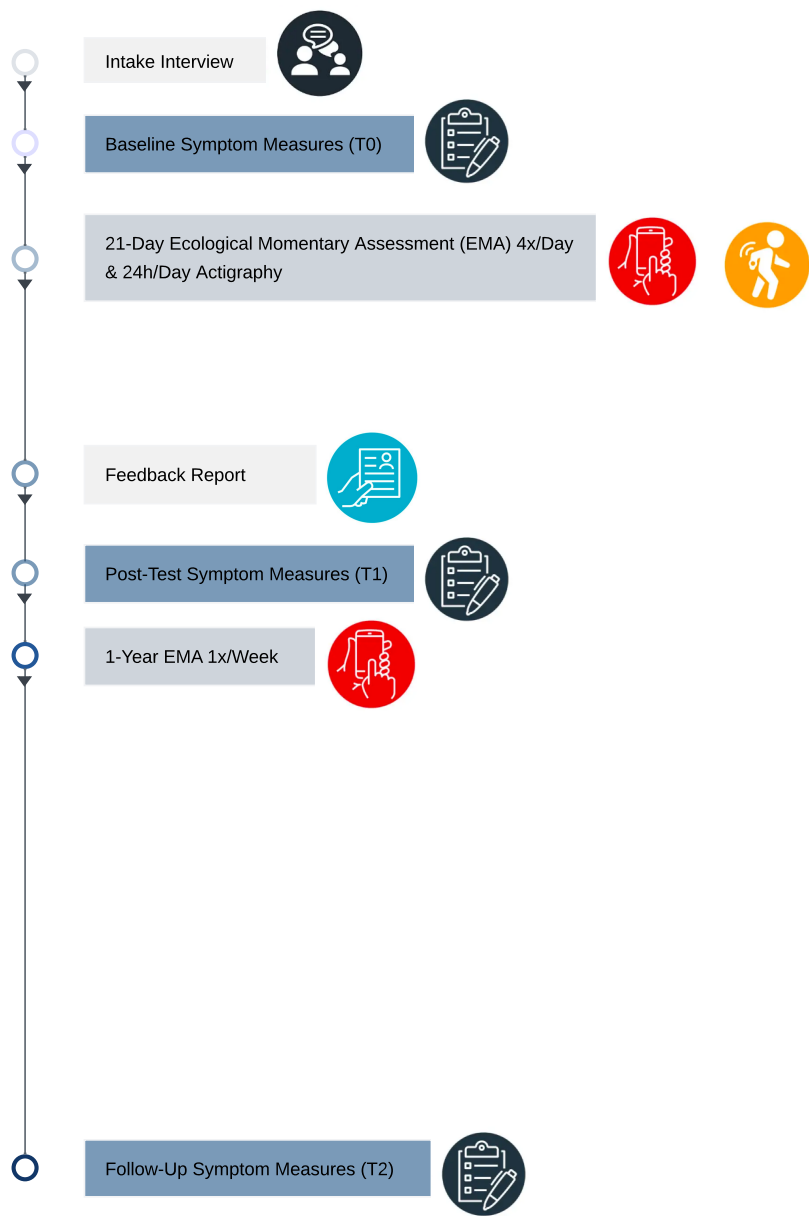 Intake Interview
Baseline Symptom Measures (T0)
21-Day Ecological Momentary Assessment (EMA) 4x/Day
& 24h/Day Actigraphy
Feedback Report
Post-Test Symptom Measures (T1)
1-Year EMA 1x/Week
Follow-Up Symptom Measures (T2)